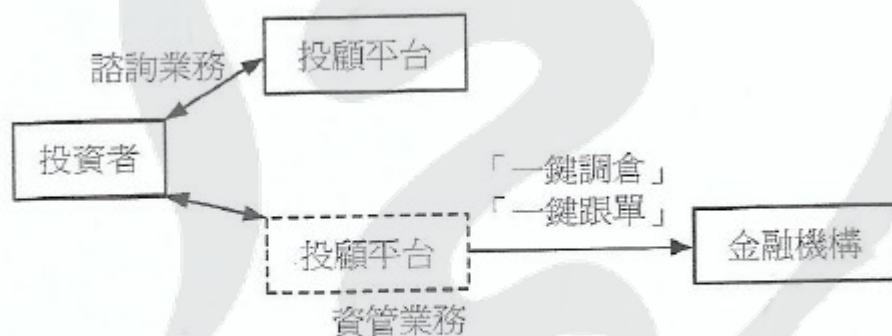 投顧平台
諮詢業務
投資者
「一鍵調倉」
「一鍵跟單」
投顧平台
金融機構
資管業務